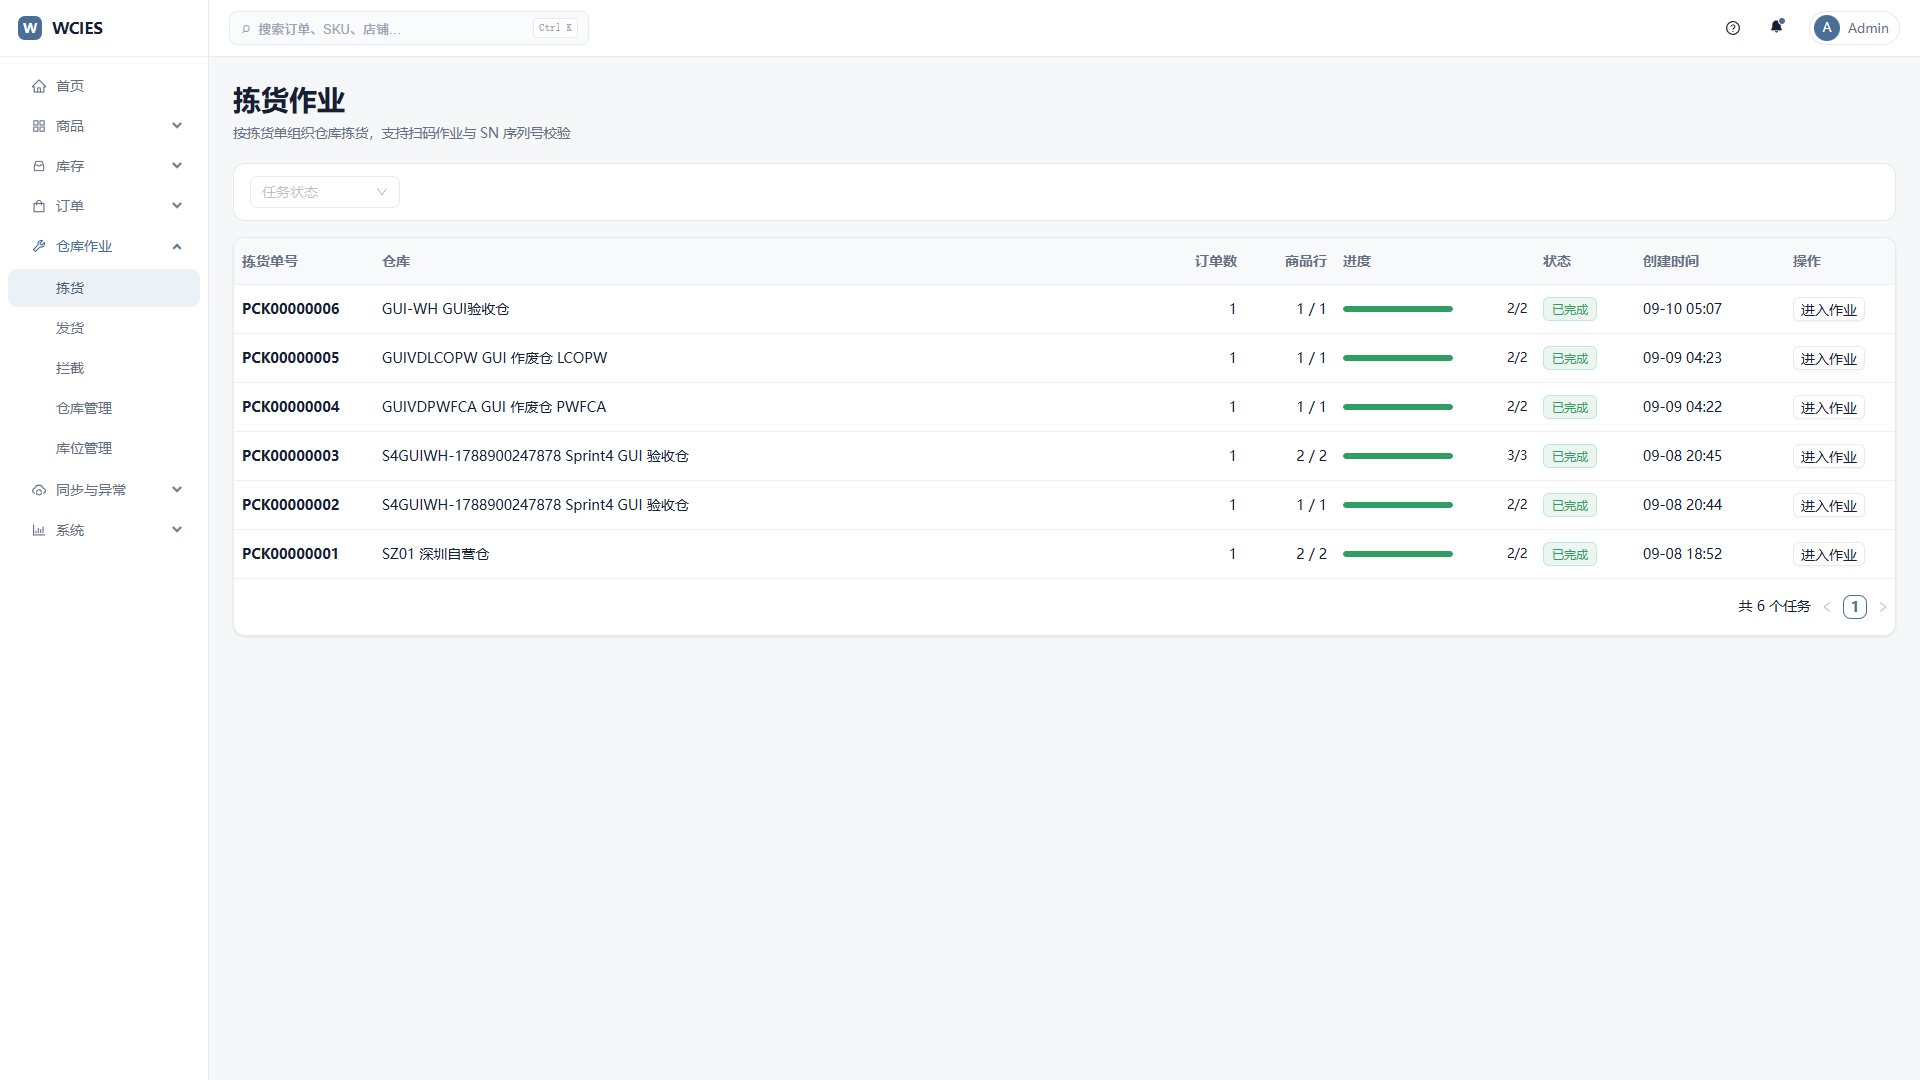 W WCIES
搜索订单、SKU、店铺... Ctrl K
A Admin
首页
商品
库存
订单
仓库作业
拣货
发货
拦截
仓库管理
库位管理
同步与异常
系统
拣货作业
按拣货单组织仓库拣货，支持扫码作业与 SN 序列号校验
任务状态
拣货单号 仓库 订单数 商品行 进度 状态 创建时间 操作
PCK00000006 GUI-WH GUI验收仓 1 1 / 1 2/2 已完成 09-10 05:07 进入作业
PCK00000005 GUIVDLCOPW GUI 作废仓 LCOPW 1 1 / 1 2/2 已完成 09-09 04:23 进入作业
PCK00000004 GUIVDPWFCA GUI 作废仓 PWFCA 1 1 / 1 2/2 已完成 09-09 04:22 进入作业
PCK00000003 S4GUIWH-1788900247878 Sprint4 GUI 验收仓 1 2 / 2 3/3 已完成 09-08 20:45 进入作业
PCK00000002 S4GUIWH-1788900247878 Sprint4 GUI 验收仓 1 1 / 1 2/2 已完成 09-08 20:44 进入作业
PCK00000001 SZ01 深圳自营仓 1 2 / 2 2/2 已完成 09-08 18:52 进入作业
共 6 个任务 1